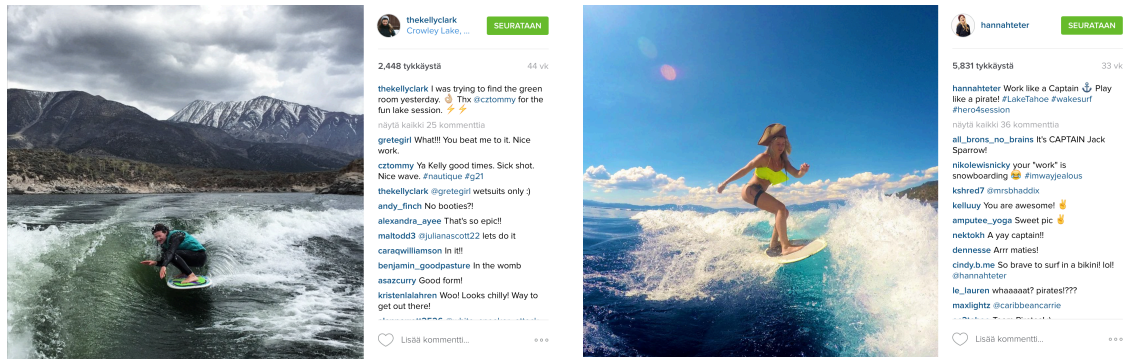 thekellyclark
Crowley Lake, ...
SEURATAAN
2,448 tykkäystä
44 vk
thekellyclark I was trying to find the green
room yesterday. 👌🏼 Thx @cztommy for the
fun lake session. ⚡⚡
näytä kaikki 25 kommenttia
gretegirl What!!! You beat me to it. Nice
work.
cztommy Ya Kelly good times. Sick shot.
Nice wave. #nautique #g21
thekellyclark @gretegirl wetsuits only :)
andy_finch No booties?!
alexandra_ayee That's so epic!!
maltodd3 @julianascott22 lets do it
caraqwilliamson In it!!
benjamin_goodpasture In the womb
asazcurry Good form!
kristenlalahren Woo! Looks chilly! Way to
get out there!
Lisää kommentti...
hannahteter
SEURATAAN
5,831 tykkäystä
33 vk
hannahteter Work like a Captain ⚓ Play
like a pirate! #LakeTahoe #wakesurf
#hero4session
näytä kaikki 36 kommenttia
all_brons_no_brains It's CAPTAIN Jack
Sparrow!
nikolewisnicky your "work" is
snowboarding 😂 #imwayjealous
kshred7 @mrsbhaddix
kelluuy You are awesome! ✌
amputee_yoga Sweet pic ✌
nektokh A yay captain!!
dennesse Arrr maties!
cindy.b.me So brave to surf in a bikini! lol!
@hannahteter
le_lauren whaaaaat? pirates!???
maxlightz @caribbeancarrie
Lisää kommentti...